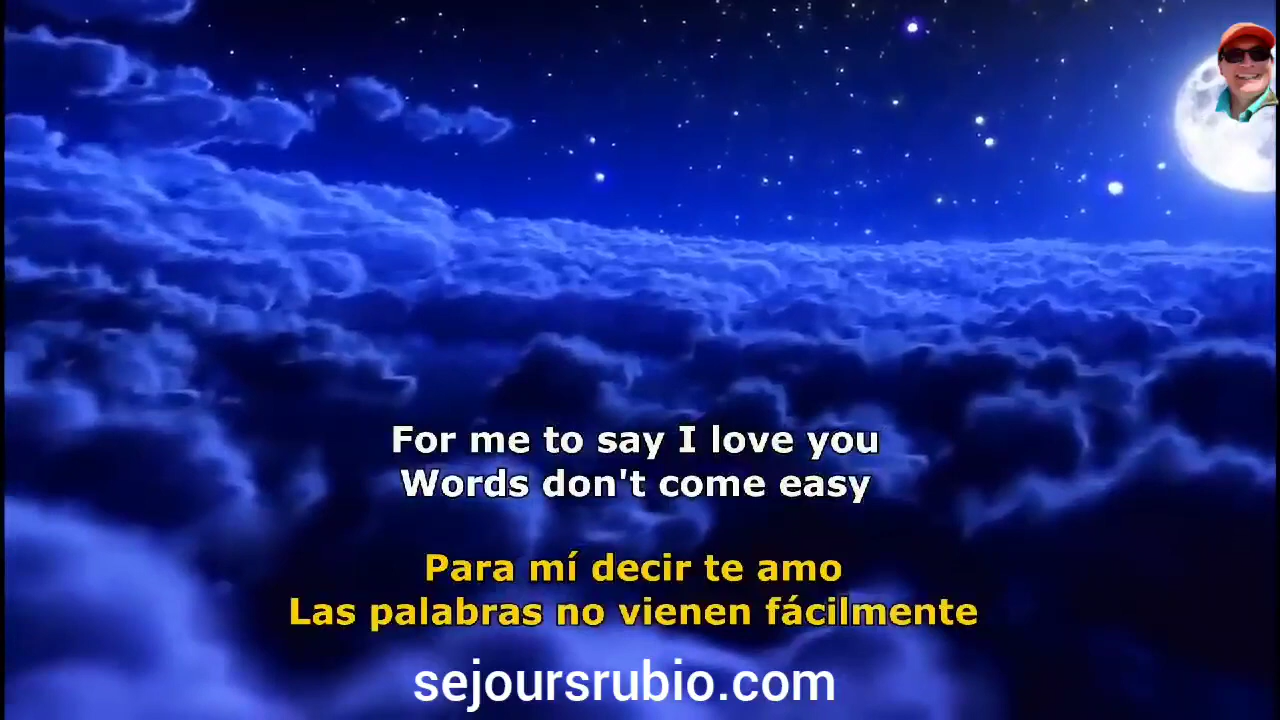 For me to say I love you
Words don't come easy
Para mí decir te amo
Las palabras no vienen fácilmente
sejoursrubio.com